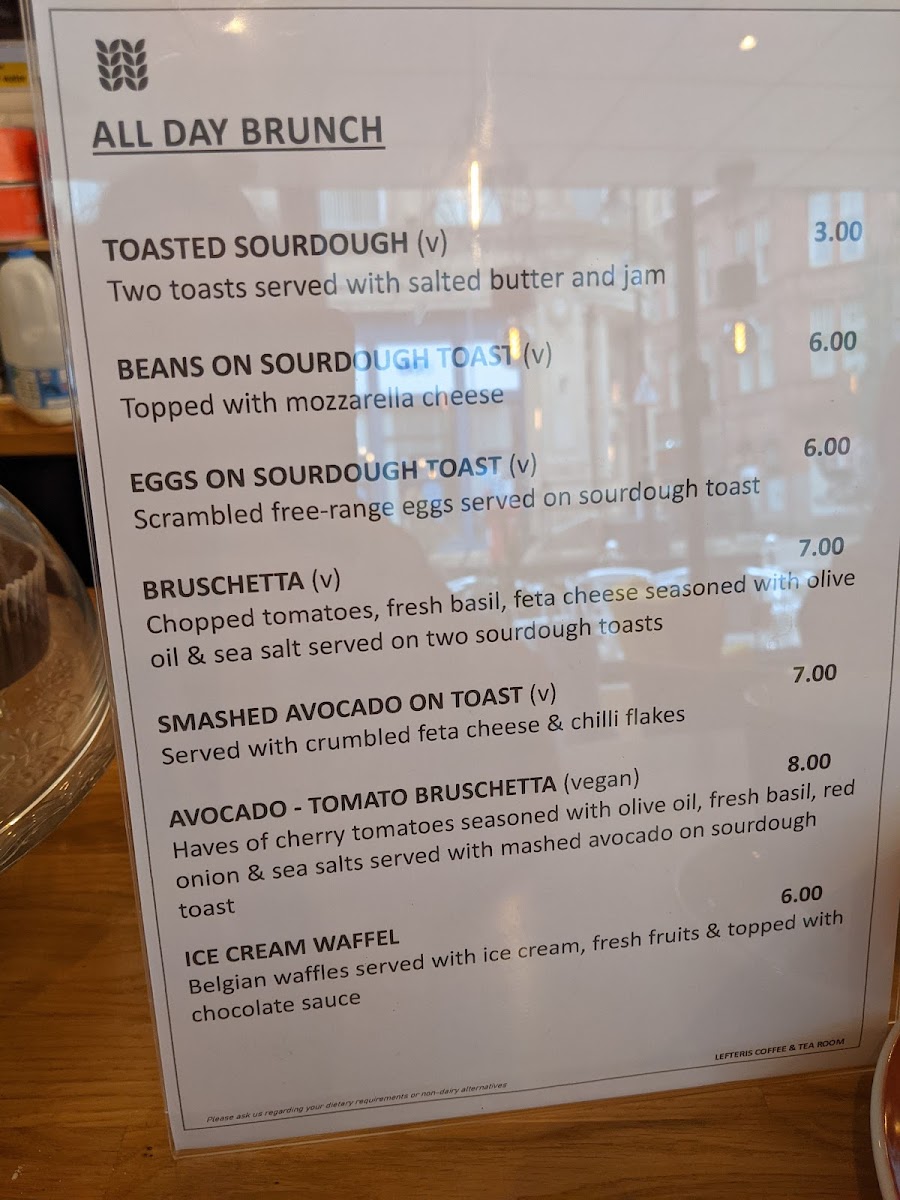 ALL DAY BRUNCH
TOASTED SOURDOUGH (v) 3.00
Two toasts served with salted butter and jam
BEANS ON SOURDOUGH TOAST (v) 6.00
Topped with mozzarella cheese
EGGS ON SOURDOUGH TOAST (v) 6.00
Scrambled free-range eggs served on sourdough toast
BRUSCHETTA (v) 7.00
Chopped tomatoes, fresh basil, feta cheese seasoned with olive
oil & sea salt served on two sourdough toasts
SMASHED AVOCADO ON TOAST (v) 7.00
Served with crumbled feta cheese & chilli flakes
AVOCADO - TOMATO BRUSCHETTA (vegan) 8.00
Haves of cherry tomatoes seasoned with olive oil, fresh basil, red
onion & sea salts served with mashed avocado on sourdough
toast
ICE CREAM WAFFEL 6.00
Belgian waffles served with ice cream, fresh fruits & topped with
chocolate sauce
LEFTERIS COFFEE & TEA ROOM
Please ask us regarding your dietary requirements or non-dairy alternatives